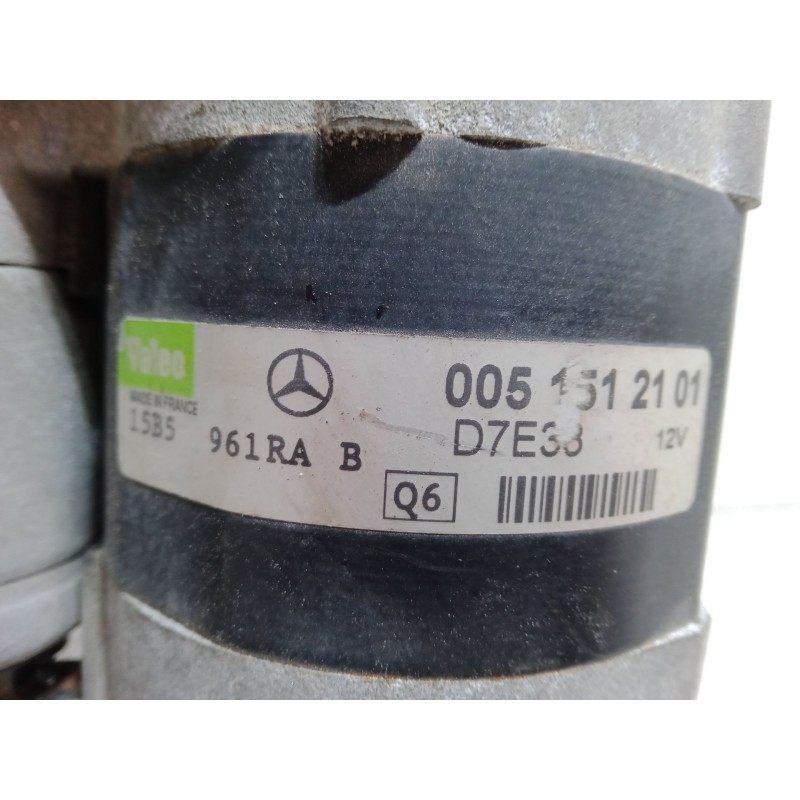 Valeo
MADE IN FRANCE
15B5
961RA B
005 151 21 01
D7E38 12V
Q6